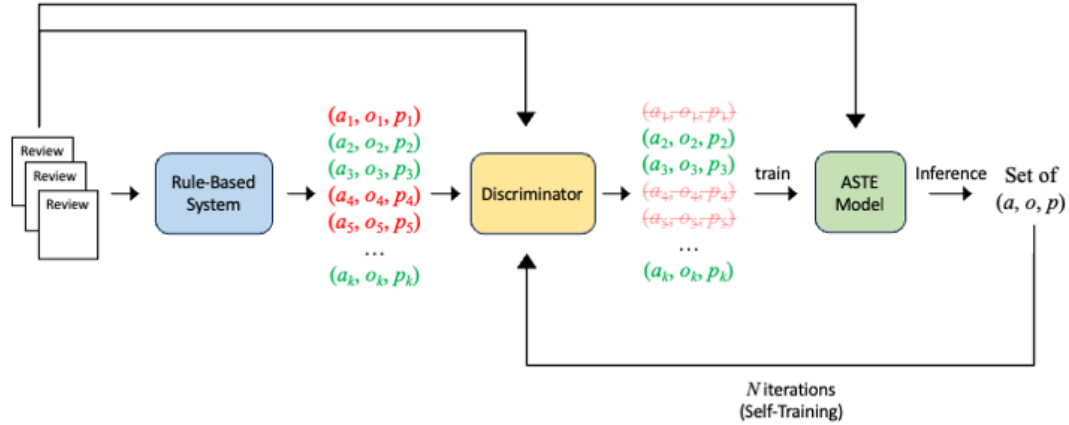 Review
Review
Review
Rule-Based
System
(a₁, o₁, p₁)
(a₂, o₂, p₂)
(a₃, o₃, p₃)
(a₄, o₄, p₄)
(a₅, o₅, p₅)
...
(aₖ, oₖ, pₖ)
Discriminator
(a₁, o₁, p₁)
(a₂, o₂, p₂)
(a₃, o₃, p₃)
(a₄, o₄, p₄)
(a₅, o₅, p₅)
...
(aₖ, oₖ, pₖ)
train
ASTE
Model
Inference
Set of
(a, o, p)
N iterations
(Self-Training)